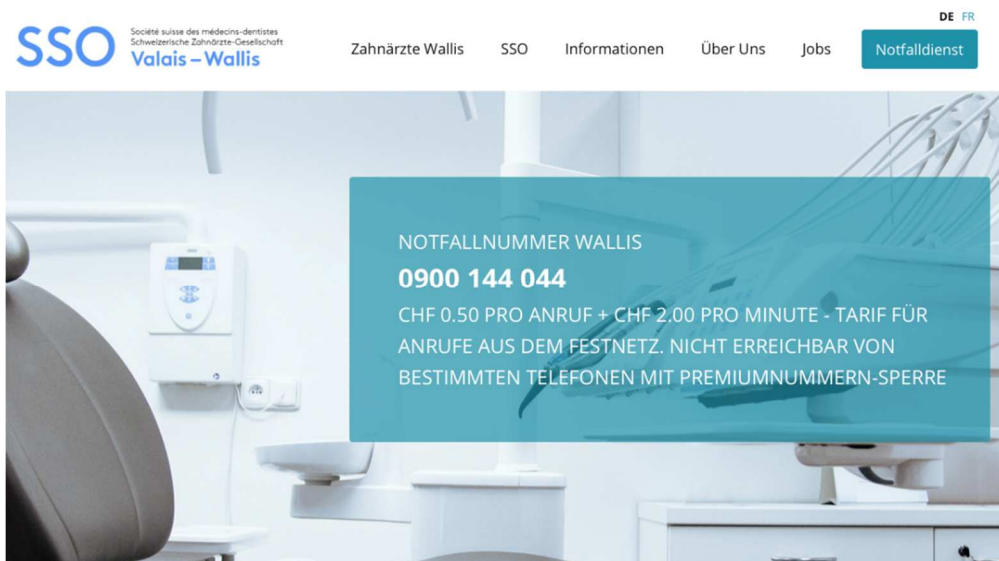 DE FR
SSO
Société suisse des médecins-dentistes
Schweizerische Zahnärzte-Gesellschaft
Valais – Wallis
Zahnärzte Wallis SSO Informationen Über Uns Jobs Notfalldienst
NOTFALLNUMMER WALLIS
0900 144 044
CHF 0.50 PRO ANRUF + CHF 2.00 PRO MINUTE - TARIF FÜR
ANRUFE AUS DEM FESTNETZ. NICHT ERREICHBAR VON
BESTIMMTEN TELEFONEN MIT PREMIUMNUMMERN-SPERRE